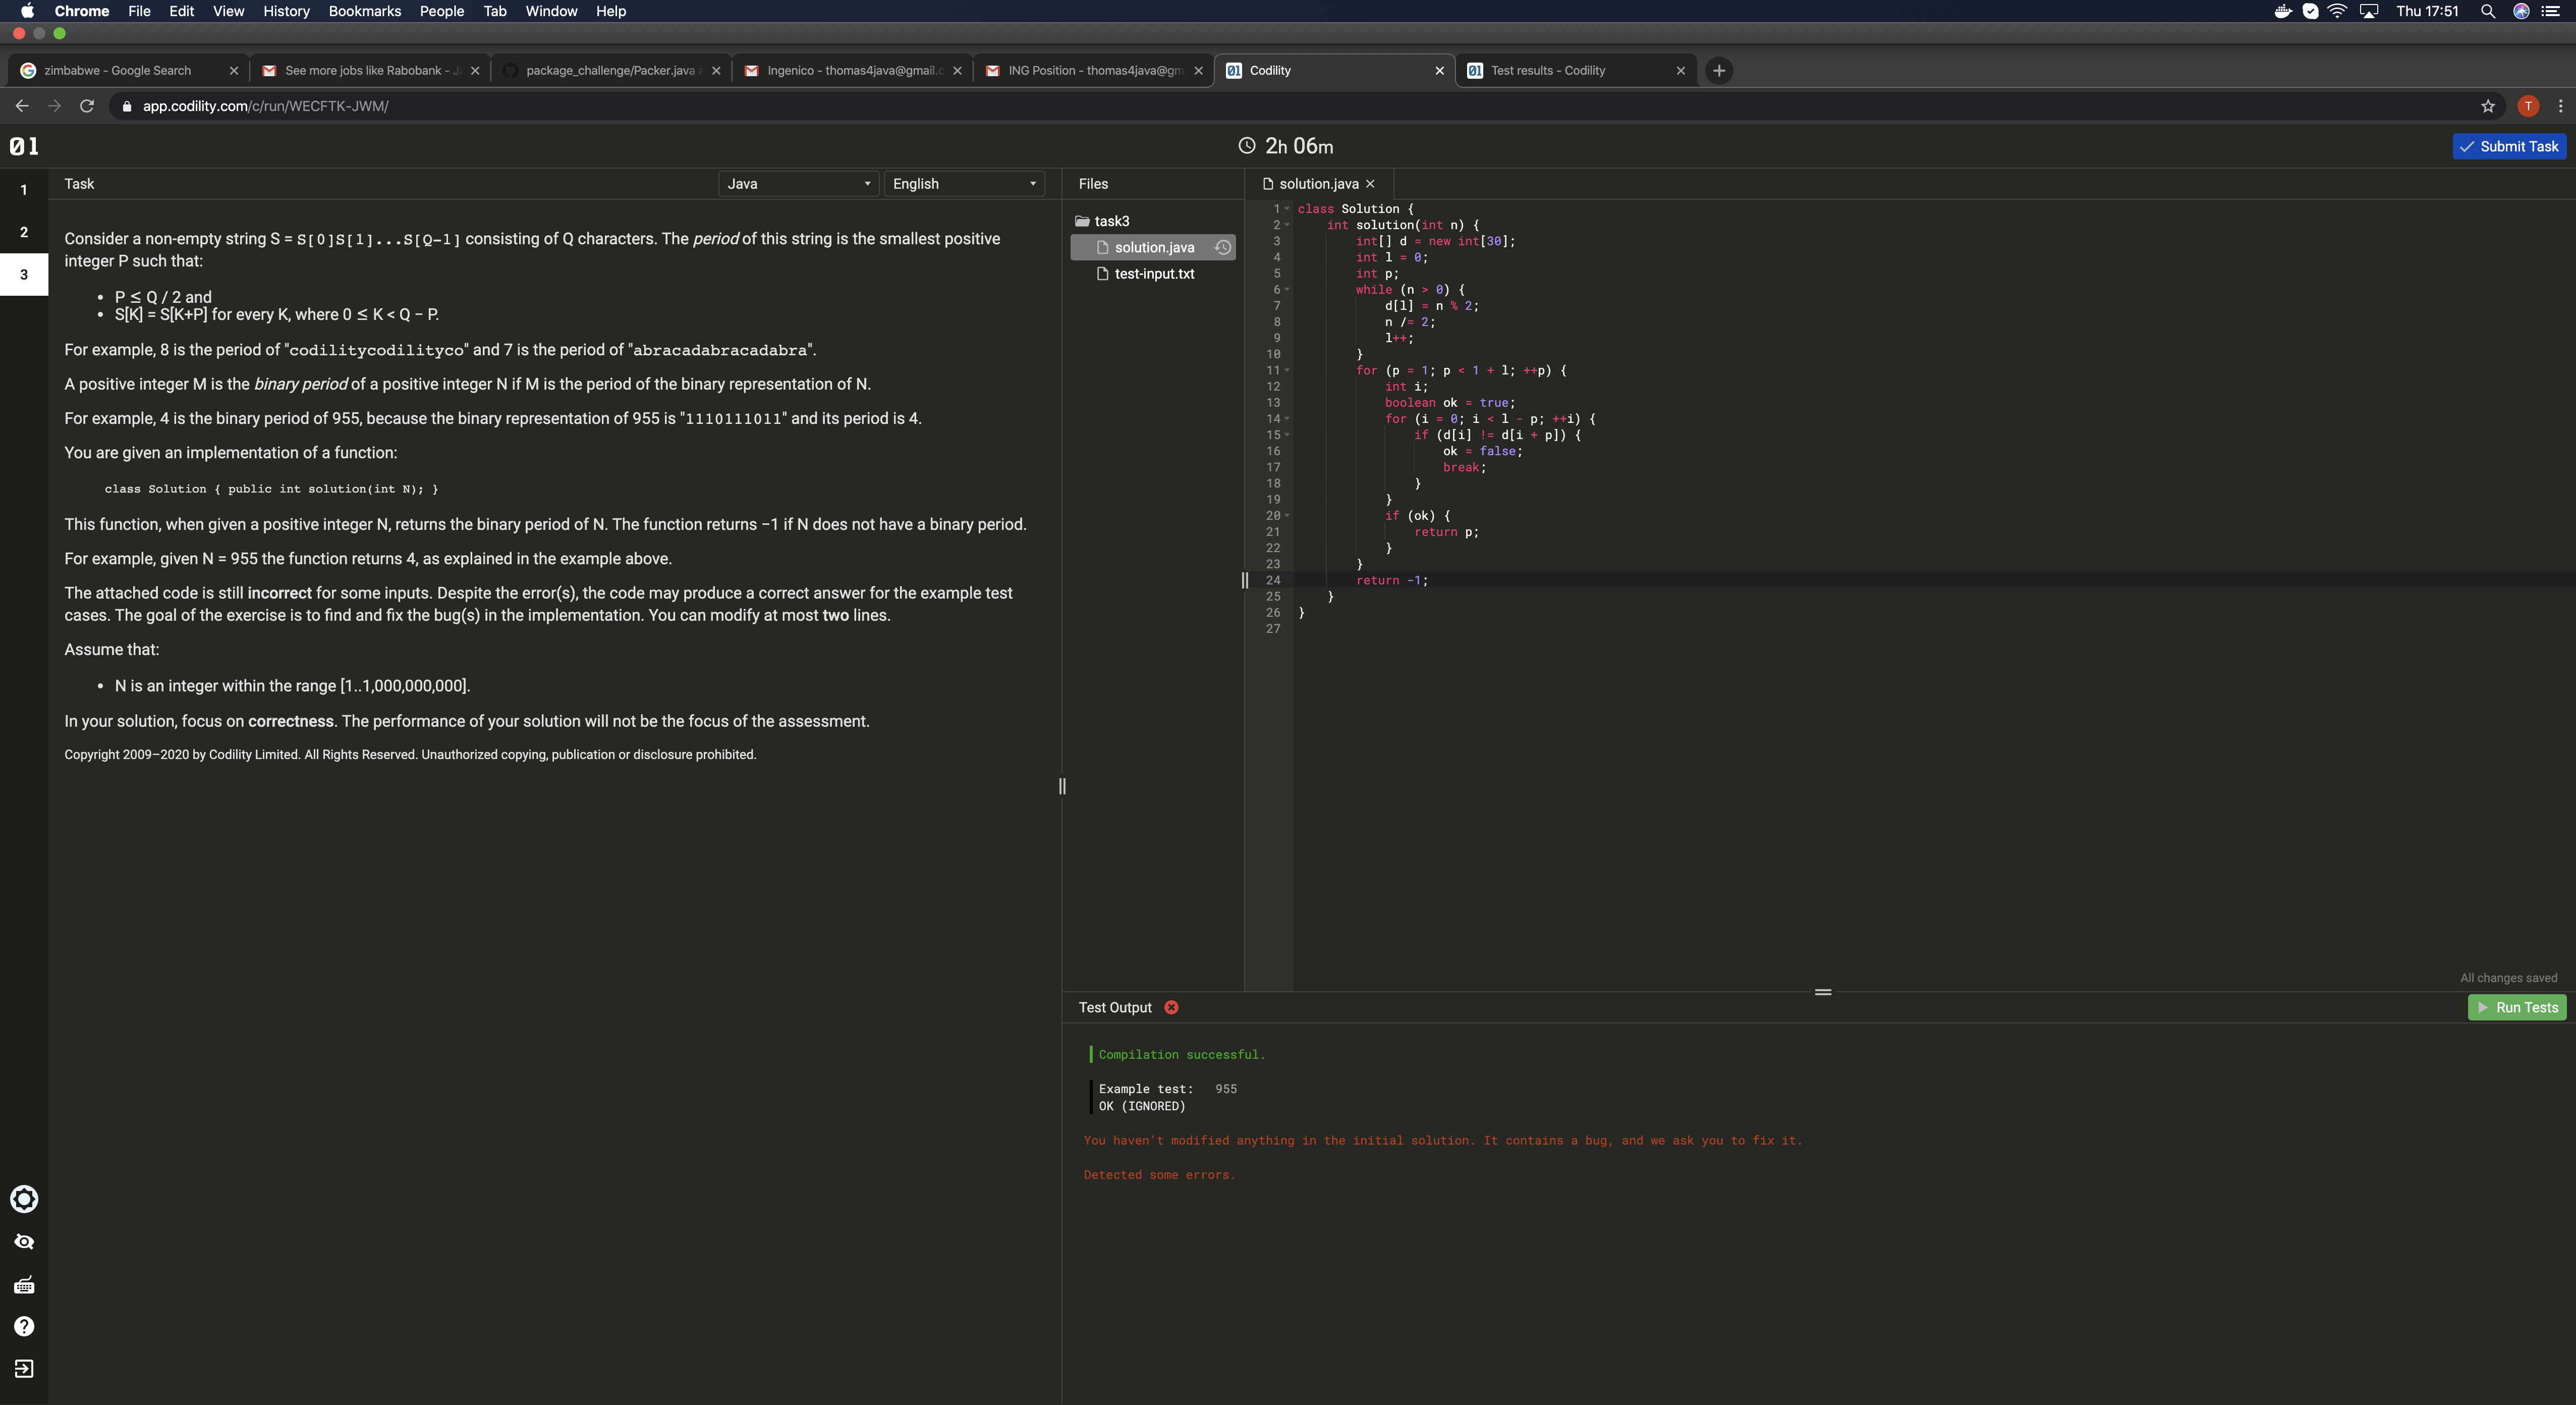 Chrome File Edit View History Bookmarks People Tab Window Help Thu 17:51
zimbabwe - Google Search See more jobs like Rabobank - J package_challenge/Packer.java Ingenico - thomas4java@gmail.c ING Position - thomas4java@gm Codility Test results - Codility
app.codility.com/c/run/WECFTK-JWM/ T
01 2h 06m Submit Task
1
2
3
Task Java English
Consider a non-empty string S = S[0]S[1]...S[Q-1] consisting of Q characters. The period of this string is the smallest positive
integer P such that:
• P ≤ Q / 2 and
• S[K] = S[K+P] for every K, where 0 ≤ K < Q − P.
For example, 8 is the period of "codilitycodilityco" and 7 is the period of "abracadabracadabra".
A positive integer M is the binary period of a positive integer N if M is the period of the binary representation of N.
For example, 4 is the binary period of 955, because the binary representation of 955 is "1110111011" and its period is 4.
You are given an implementation of a function:
class Solution { public int solution(int N); }
This function, when given a positive integer N, returns the binary period of N. The function returns −1 if N does not have a binary period.
For example, given N = 955 the function returns 4, as explained in the example above.
The attached code is still incorrect for some inputs. Despite the error(s), the code may produce a correct answer for the example test
cases. The goal of the exercise is to find and fix the bug(s) in the implementation. You can modify at most two lines.
Assume that:
• N is an integer within the range [1..1,000,000,000].
In your solution, focus on correctness. The performance of your solution will not be the focus of the assessment.
Copyright 2009–2020 by Codility Limited. All Rights Reserved. Unauthorized copying, publication or disclosure prohibited.
Files
task3
solution.java
test-input.txt
solution.java
1 class Solution {
2 int solution(int n) {
3 int[] d = new int[30];
4 int l = 0;
5 int p;
6 while (n > 0) {
7 d[l] = n % 2;
8 n /= 2;
9 l++;
10 }
11 for (p = 1; p < 1 + l; ++p) {
12 int i;
13 boolean ok = true;
14 for (i = 0; i < l - p; ++i) {
15 if (d[i] != d[i + p]) {
16 ok = false;
17 break;
18 }
19 }
20 if (ok) {
21 return p;
22 }
23 }
24 return -1;
25 }
26 }
27
All changes saved
Test Output Run Tests
Compilation successful.
Example test: 955
OK (IGNORED)
You haven't modified anything in the initial solution. It contains a bug, and we ask you to fix it.
Detected some errors.